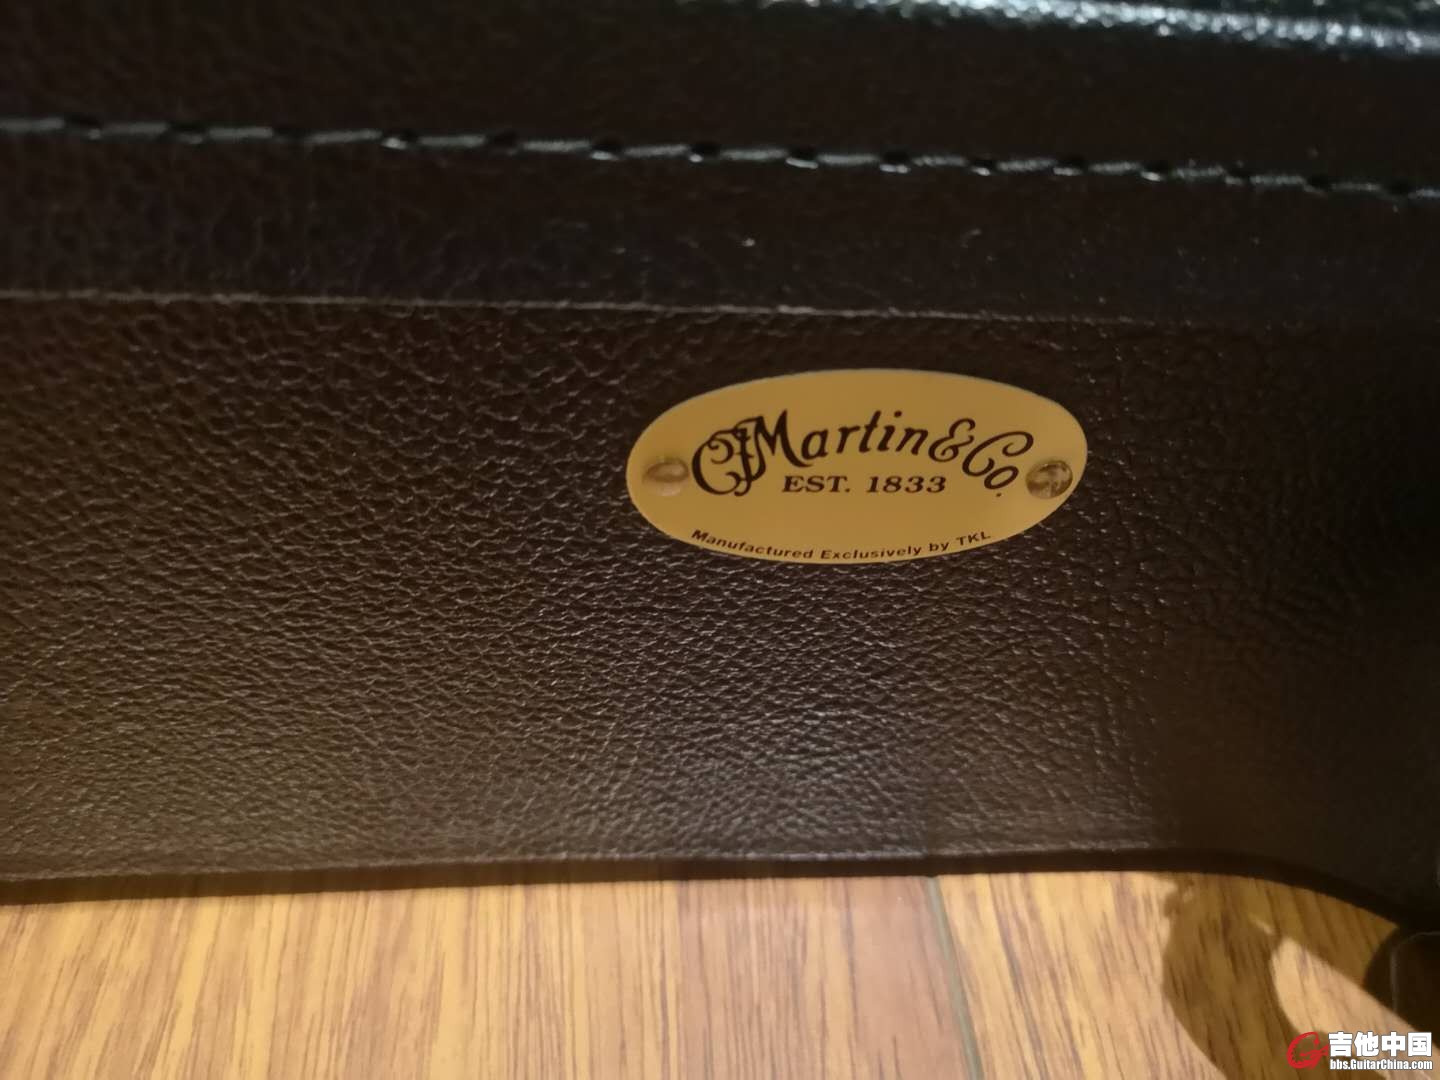 CFMartin & Co.
EST. 1833
Manufactured Exclusively by TKL
吉他中国
bbs.GuitarChina.com